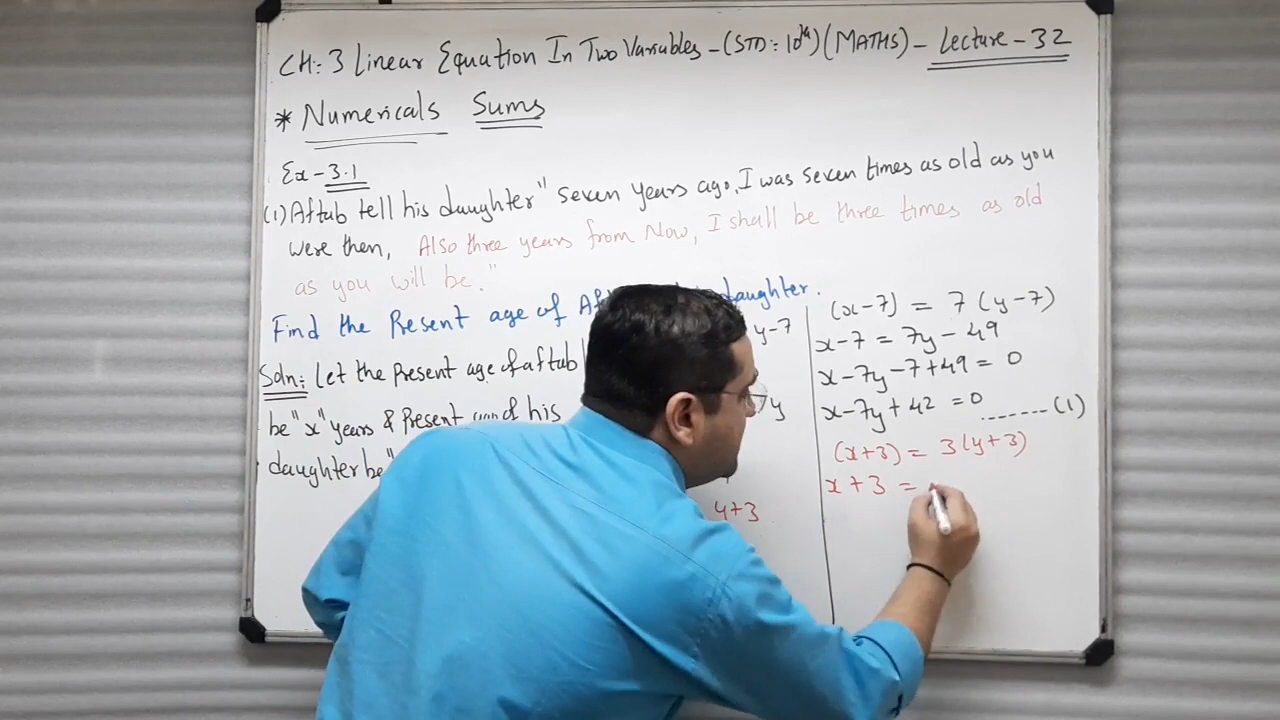 CH: 3 Linear Equation In Two Variables - (STD: 10th) (MATHS) - Lecture - 32
* Numericals Sums
Ex - 3.1
(1) Aftab tell his daughter" seven years ago, I was seven times as old as you
were then, Also three years from Now, I shall be three times as old
as you will be."
Find the Present age of daughter.
Soln: Let the Present age of aftab
be "x" years & Present of his
daughter be"
y-7
y
y+3
(x-7) = 7 (y-7)
x-7 = 7y - 49
x-7y-7+49 = 0
x-7y+42 = 0 ....... (1)
(x+3) = 3(y+3)
x+3 =